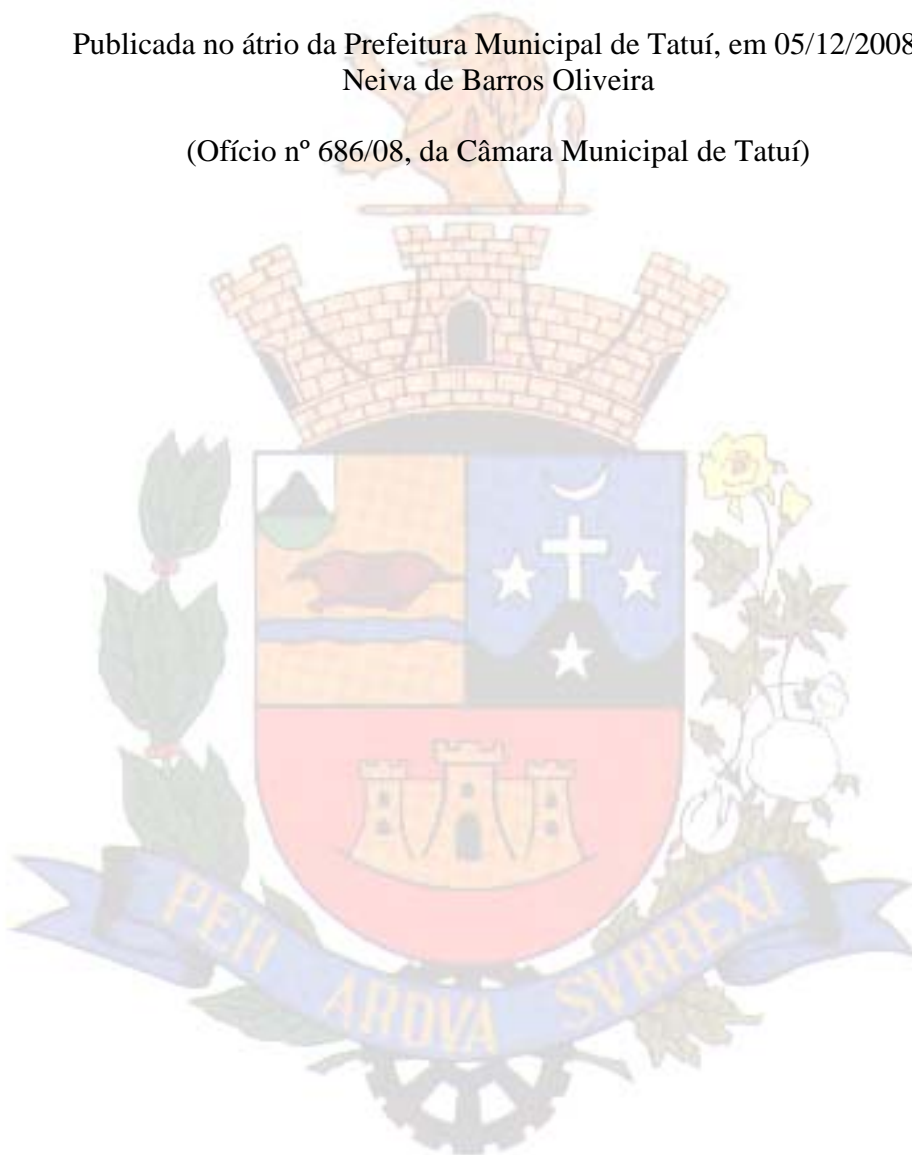 Publicada no átrio da Prefeitura Municipal de Tatuí, em 05/12/2008
Neiva de Barros Oliveira
(Ofício nº 686/08, da Câmara Municipal de Tatuí)
PER ARDVA SVRREXI